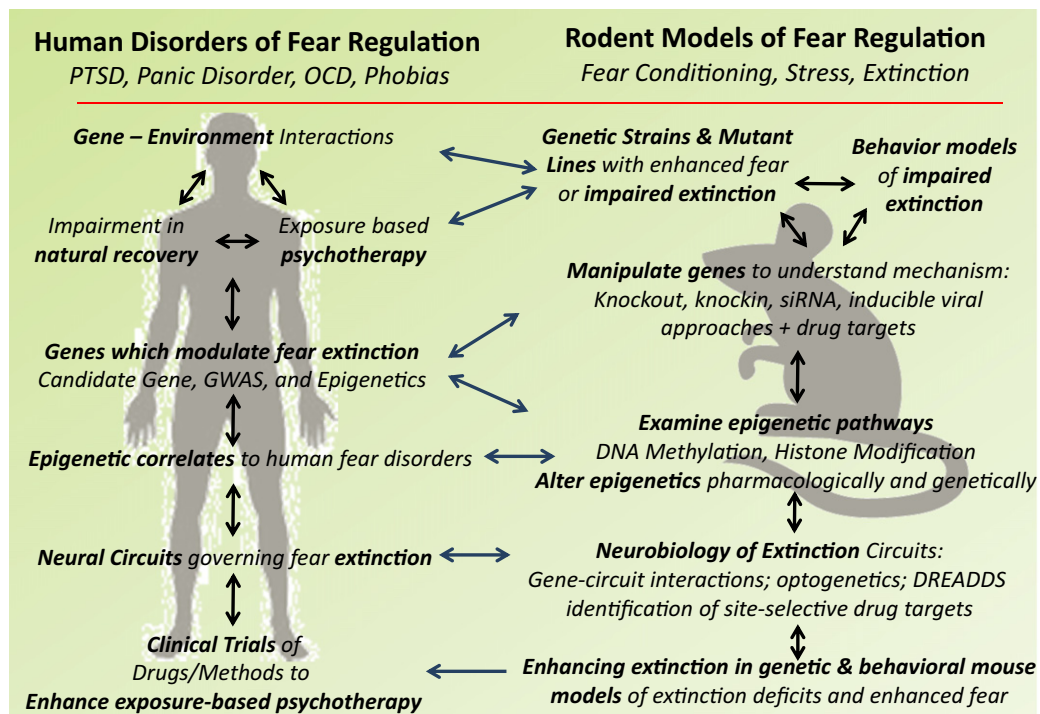 Human Disorders of Fear Regulation
PTSD, Panic Disorder, OCD, Phobias
Gene – Environment Interactions
Impairment in
natural recovery
Exposure based
psychotherapy
Genes which modulate fear extinction
Candidate Gene, GWAS, and Epigenetics
Epigenetic correlates to human fear disorders
Neural Circuits governing fear extinction
Clinical Trials of
Drugs/Methods to
Enhance exposure-based psychotherapy
Rodent Models of Fear Regulation
Fear Conditioning, Stress, Extinction
Genetic Strains & Mutant
Lines with enhanced fear
or impaired extinction
Behavior models
of impaired
extinction
Manipulate genes to understand mechanism:
Knockout, knockin, siRNA, inducible viral
approaches + drug targets
Examine epigenetic pathways
DNA Methylation, Histone Modification
Alter epigenetics pharmacologically and genetically
Neurobiology of Extinction Circuits:
Gene-circuit interactions; optogenetics; DREADDS
identification of site-selective drug targets
Enhancing extinction in genetic & behavioral mouse
models of extinction deficits and enhanced fear